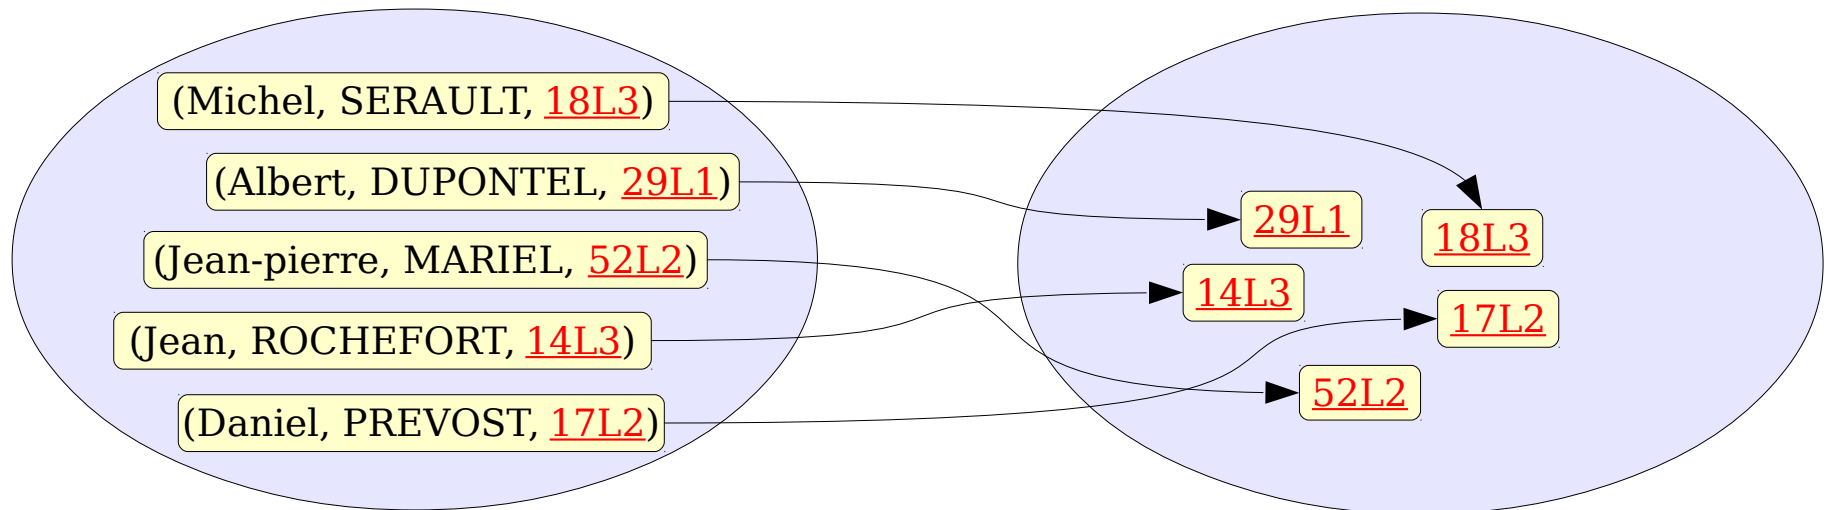 (Michel, SERAULT, 18L3)
(Albert, DUPONTEL, 29L1)
(Jean-pierre, MARIEL, 52L2)
(Jean, ROCHEFORT, 14L3)
(Daniel, PREVOST, 17L2)
29L1
18L3
14L3
17L2
52L2